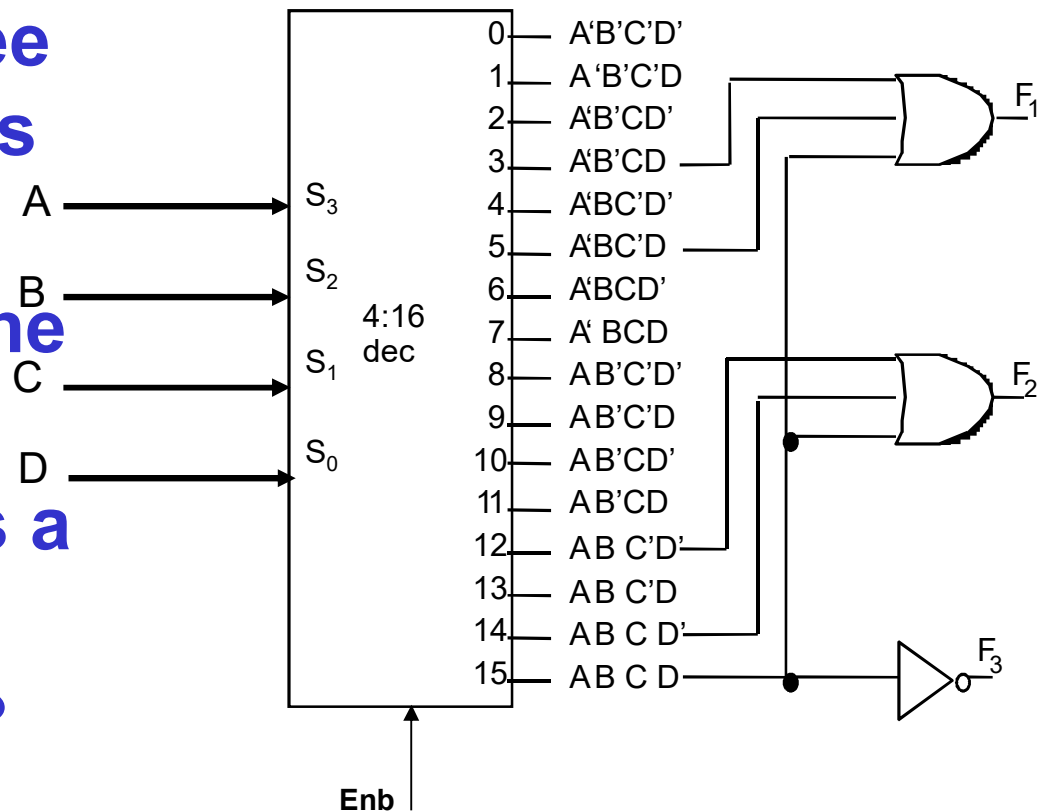 ee
s
A
B
ne
C
D
s a
S3
S2
S1
S0
4:16
dec
Enb
0 A'B'C'D'
1 A'B'C'D
2 A'B'CD'
3 A'B'CD
4 A'BC'D'
5 A'BC'D
6 A'BCD'
7 A' BCD
8 AB'C'D'
9 AB'C'D
10 AB'CD'
11 AB'CD
12 AB C'D'
13 AB C'D
14 AB C D'
15 AB C D
F1
F2
F3